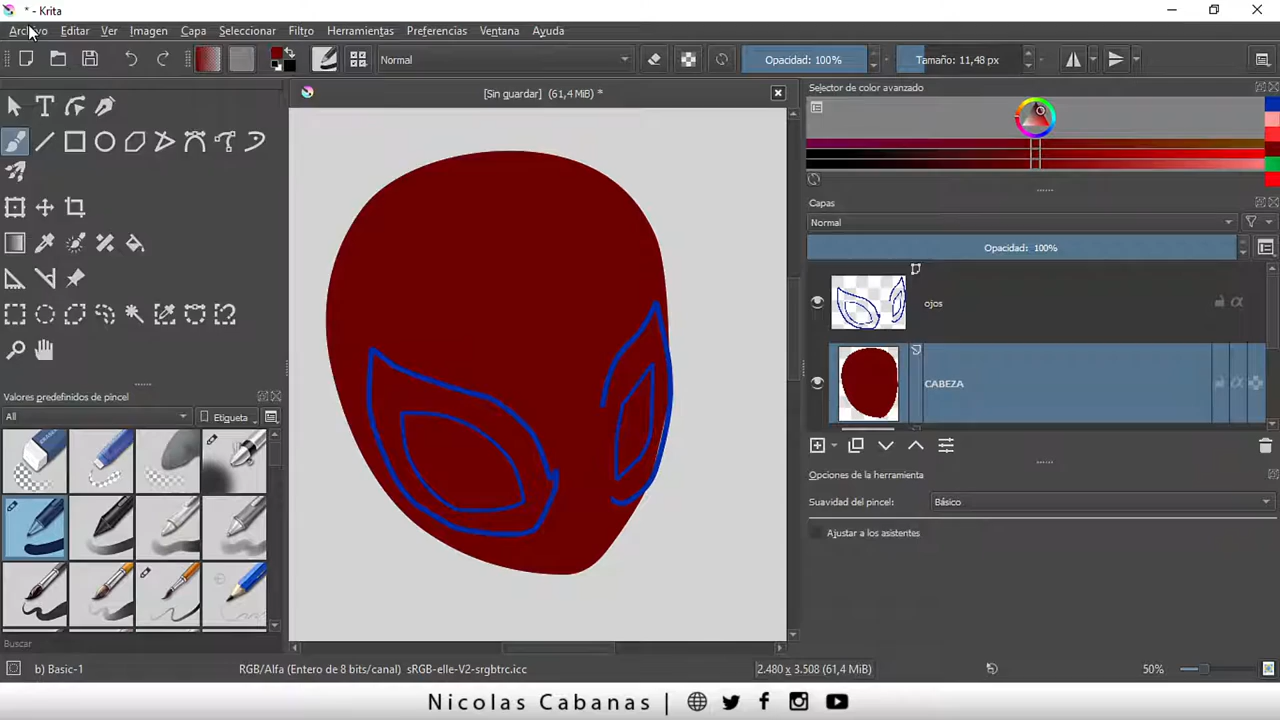 * - Krita
Archivo Editar Ver Imagen Capa Seleccionar Filtro Herramientas Preferencias Ventana Ayuda
Normal Opacidad: 100% Tamaño: 11,48 px
[Sin guardar] (61,4 MiB) *
Selector de color avanzado
Capas
Normal
Opacidad: 100%
ojos
CABEZA
Valores predefinidos de pincel
All Etiqueta
Opciones de la herramienta
Suavidad del pincel: Básico
Ajustar a los asistentes
Buscar
b) Basic-1 RGB/Alfa (Entero de 8 bits/canal) sRGB-elle-V2-srgbtrc.icc 2.480 x 3.508 (61,4 MiB) 50%
Nicolas Cabanas |